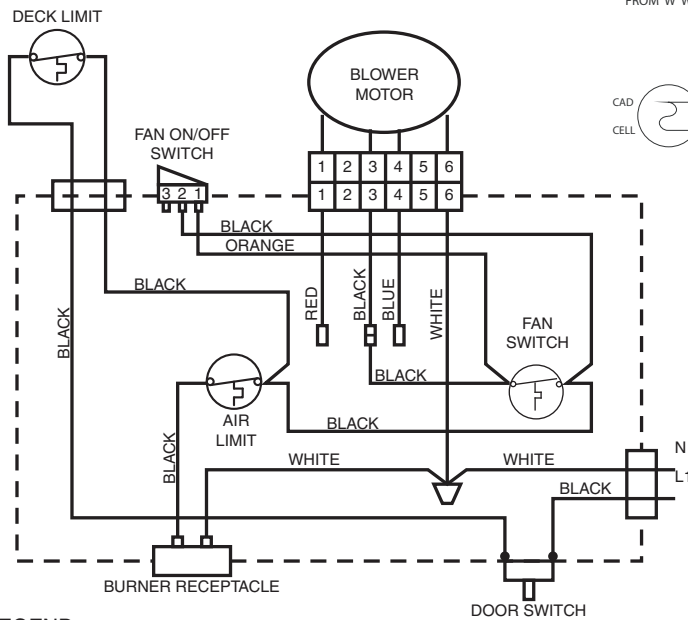 DECK LIMIT
FROM W W
BLOWER
MOTOR
CAD
CELL
FAN ON/OFF
SWITCH
3 2 1
1 2 3 4 5 6
1 2 3 4 5 6
BLACK
ORANGE
BLACK
BLACK
RED
BLACK
BLUE
WHITE
FAN
SWITCH
BLACK
AIR
LIMIT
BLACK
BLACK
WHITE
WHITE
N
L1
BLACK
BURNER RECEPTACLE
DOOR SWITCH